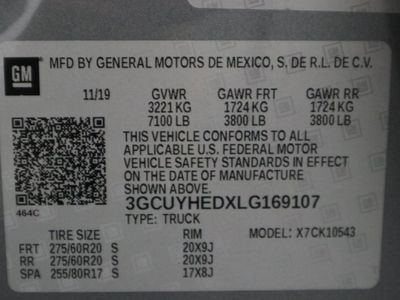 GM MFD BY GENERAL MOTORS DE MEXICO, S. DE R.L. DE C.V.
11/19 GVWR GAWR FRT GAWR RR
3221 KG 1724 KG 1724 KG
7100 LB 3800 LB 3800 LB
THIS VEHICLE CONFORMS TO ALL
APPLICABLE U.S. FEDERAL MOTOR
VEHICLE SAFETY STANDARDS IN EFFECT
ON THE DATE OF MANUFACTURE
SHOWN ABOVE.
464C 3GCUYHEDXLG169107
TYPE: TRUCK
TIRE SIZE RIM MODEL: X7CK10543
FRT 275/60R20 S 20X9J
RR 275/60R20 S 20X9J
SPA 255/80R17 S 17X8J